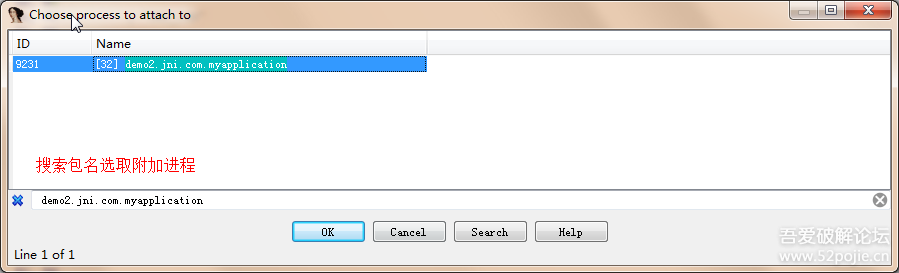 Choose process to attach to
ID Name
9231 [32] demo2.jni.com.myapplication
搜索包名选取附加进程
demo2.jni.com.myapplication
OK Cancel Search Help
Line 1 of 1
吾爱破解论坛
www.52pojie.cn